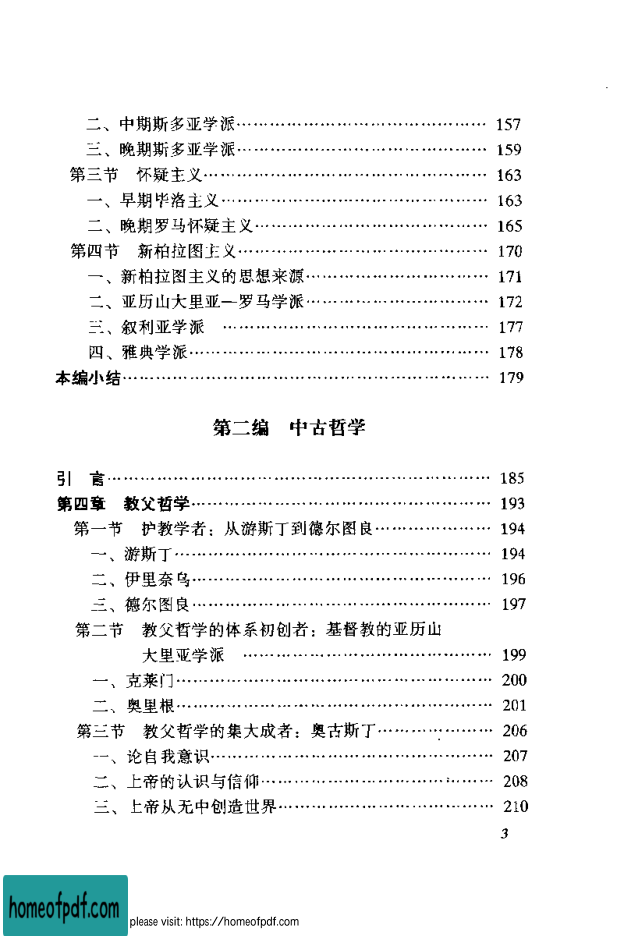 二、中期斯多亚学派…………………………………… 157
三、晚期斯多亚学派…………………………………… 159
第三节 怀疑主义………………………………………… 163
一、早期毕洛主义……………………………………… 163
二、晚期罗马怀疑主义………………………………… 165
第四节 新柏拉图主义…………………………………… 170
一、新柏拉图主义的思想来源………………………… 171
二、亚历山大里亚—罗马学派………………………… 172
三、叙利亚学派 ……………………………………… 177
四、雅典学派…………………………………………… 178
本编小结…………………………………………………… 179
第二编 中古哲学
引 言……………………………………………………… 185
第四章 教父哲学………………………………………… 193
第一节 护教学者：从游斯丁到德尔图良……………… 194
一、游斯丁……………………………………………… 194
二、伊里奈乌…………………………………………… 196
三、德尔图良…………………………………………… 197
第二节 教父哲学的体系初创者：基督教的亚历山
大里亚学派 …………………………………… 199
一、克莱门……………………………………………… 200
二、奥里根……………………………………………… 201
第三节 教父哲学的集大成者：奥古斯丁……………… 206
一、论自我意识………………………………………… 207
二、上帝的认识与信仰………………………………… 208
三、上帝从无中创造世界……………………………… 210
3
homeofpdf.com
please visit: https://homeofpdf.com